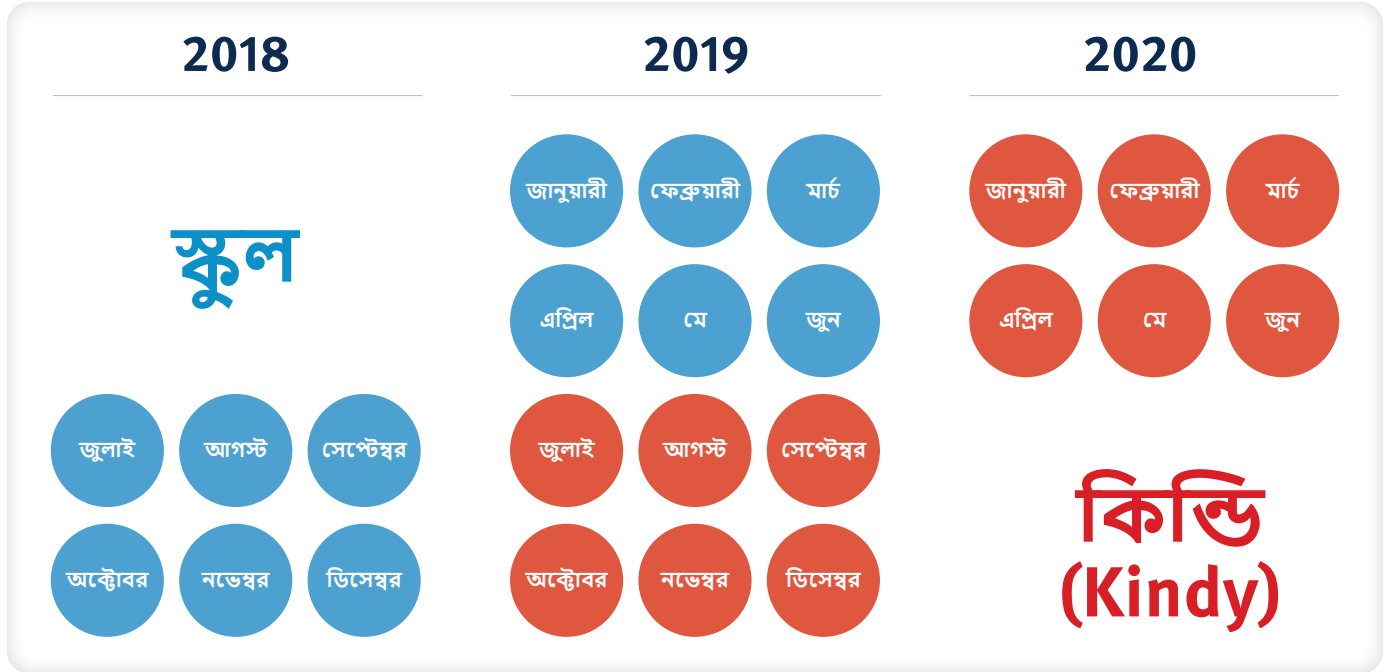 2018
স্কুল
জুলাই আগস্ট সেপ্টেম্বর
অক্টোবর নভেম্বর ডিসেম্বর
2019
জানুয়ারী ফেব্রুয়ারী মার্চ
এপ্রিল মে জুন
জুলাই আগস্ট সেপ্টেম্বর
অক্টোবর নভেম্বর ডিসেম্বর
2020
জানুয়ারী ফেব্রুয়ারী মার্চ
এপ্রিল মে জুন
কিন্ডি
(Kindy)